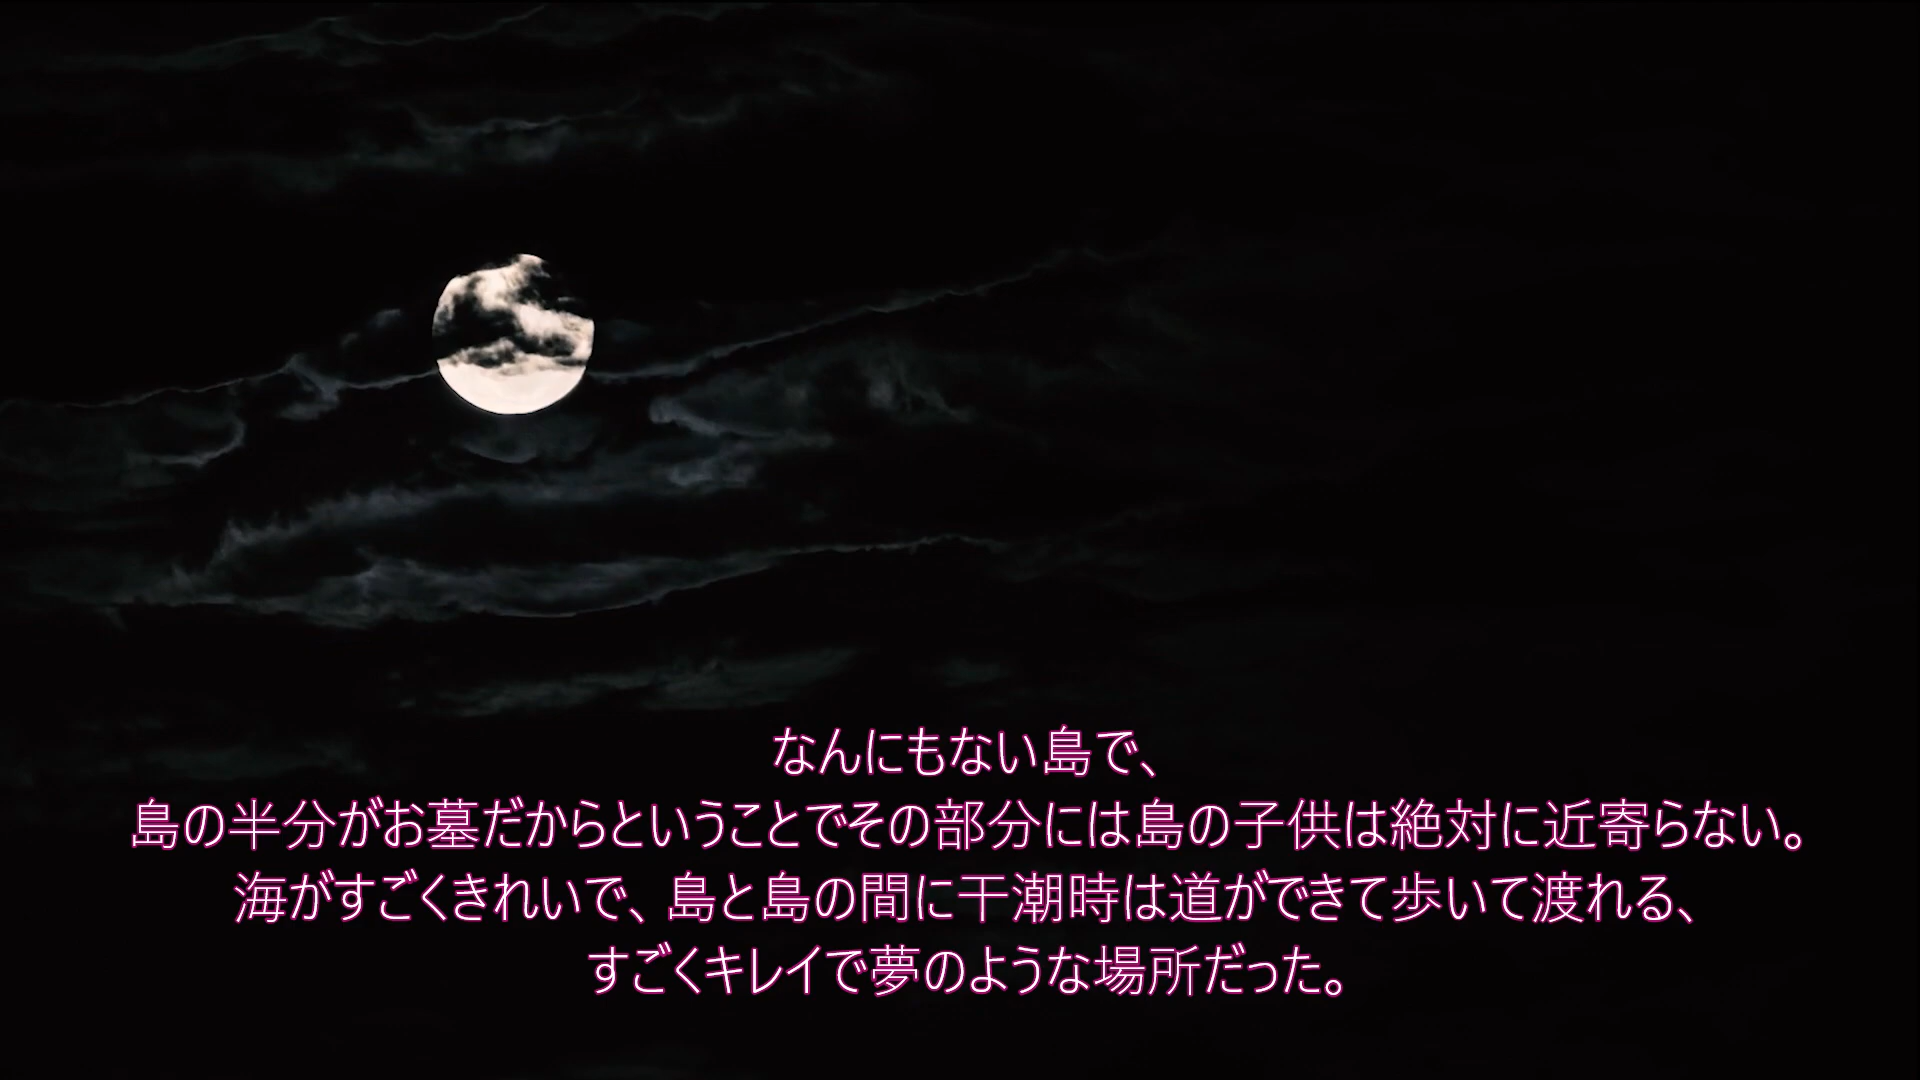 なんにもない島で、
島の半分がお墓だからということでその部分には島の子供は絶対に近寄らない。
海がすごくきれいで、島と島の間に干潮時は道ができて歩いて渡れる、
すごくキレイで夢のような場所だった。